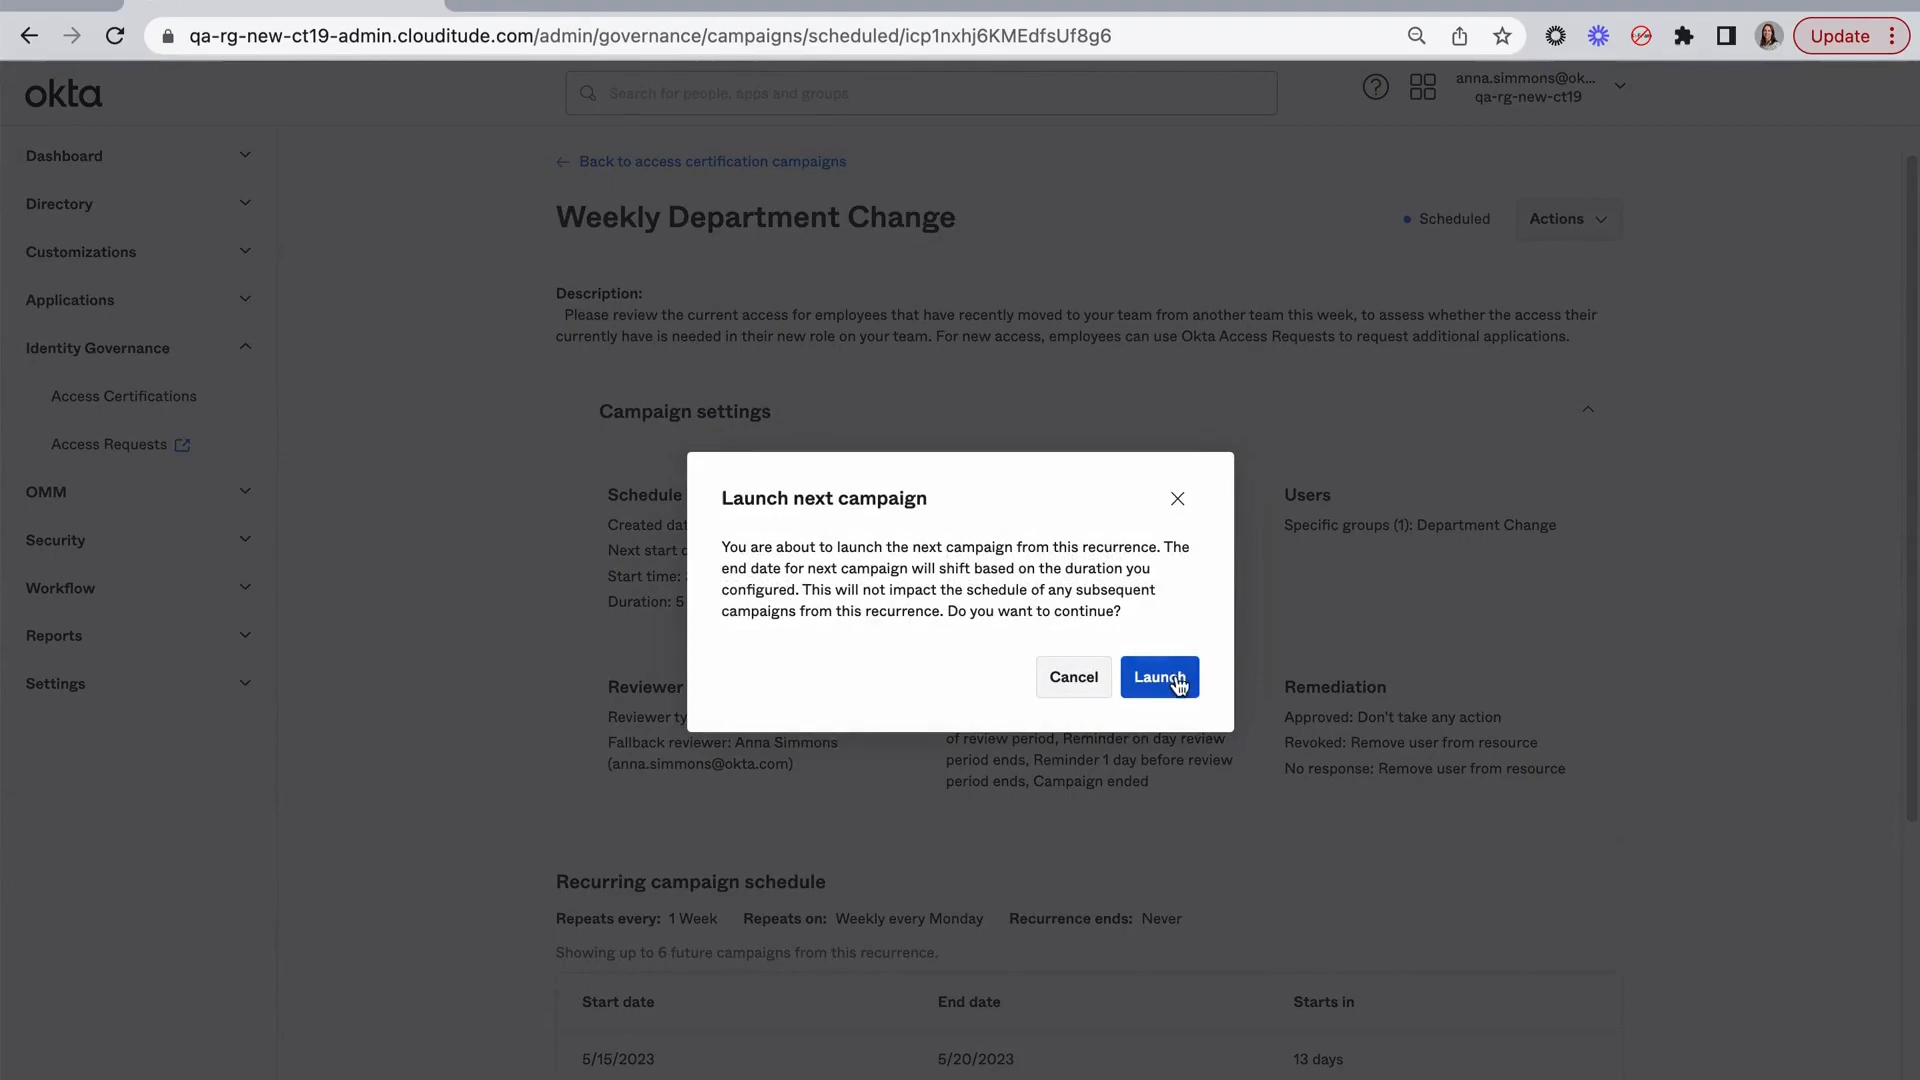 qa-rg-new-ct19-admin.clouditude.com/admin/governance/campaigns/scheduled/icp1nxhj6KMEdfsUf8g6
Update
okta
Search for people, apps and groups
anna.simmons@ok...
qa-rg-new-ct19
Dashboard
Directory
Customizations
Applications
Identity Governance
Access Certifications
Access Requests
OMM
Security
Workflow
Reports
Settings
Back to access certification campaigns
Weekly Department Change
Scheduled
Actions
Description:
Please review the current access for employees that have recently moved to your team from another team this week, to assess whether the access their
currently have is needed in their new role on your team. For new access, employees can use Okta Access Requests to request additional applications.
Campaign settings
Schedule
Created dat
Next start d
Start time:
Duration: 5
Users
Specific groups (1): Department Change
Launch next campaign
You are about to launch the next campaign from this recurrence. The
end date for next campaign will shift based on the duration you
configured. This will not impact the schedule of any subsequent
campaigns from this recurrence. Do you want to continue?
Cancel
Launch
Reviewer
Reviewer ty
Fallback reviewer: Anna Simmons
(anna.simmons@okta.com)
of review period, Reminder on day review
period ends, Reminder 1 day before review
period ends, Campaign ended
Remediation
Approved: Don't take any action
Revoked: Remove user from resource
No response: Remove user from resource
Recurring campaign schedule
Repeats every: 1 Week Repeats on: Weekly every Monday Recurrence ends: Never
Showing up to 6 future campaigns from this recurrence.
Start date End date Starts in
5/15/2023 5/20/2023 13 days